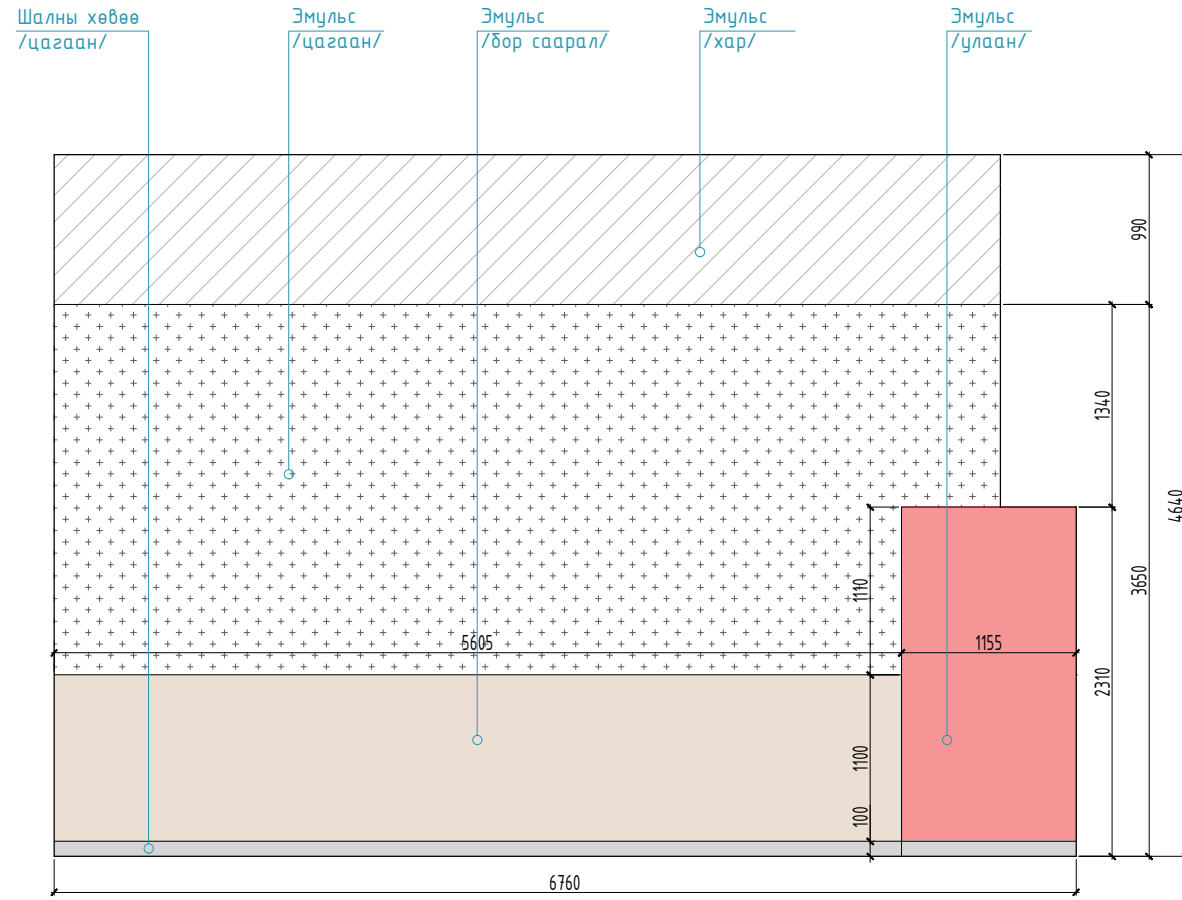 Шалны хөвөө
/цагаан/
Эмульс
/цагаан/
Эмульс
/бор саарал/
Эмульс
/хар/
Эмульс
/улаан/
990
1340
4640
1110
3650
5605
1155
2310
1100
100
6760